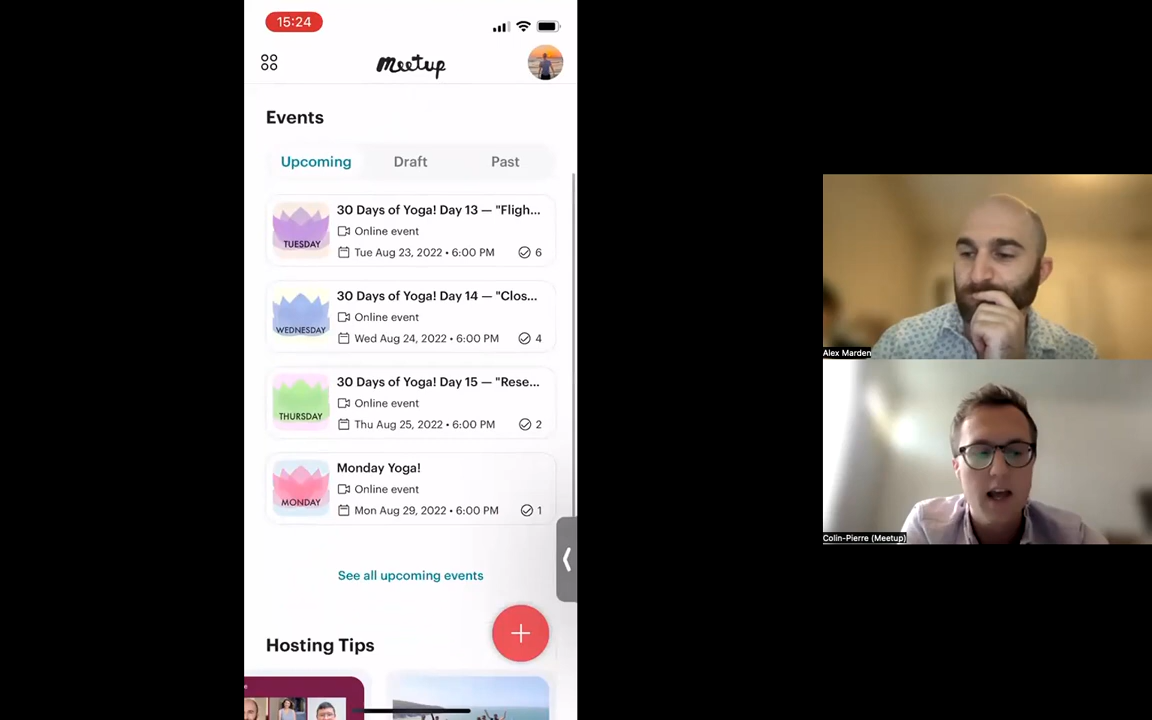 15:24
meetup
Events
Upcoming Draft Past
TUESDAY
30 Days of Yoga! Day 13 — "Fligh...
Online event
Tue Aug 23, 2022 • 6:00 PM 6
WEDNESDAY
30 Days of Yoga! Day 14 — "Clos...
Online event
Wed Aug 24, 2022 • 6:00 PM 4
THURSDAY
30 Days of Yoga! Day 15 — "Rese...
Online event
Thu Aug 25, 2022 • 6:00 PM 2
MONDAY
Monday Yoga!
Online event
Mon Aug 29, 2022 • 6:00 PM 1
See all upcoming events
Hosting Tips
Alex Marden
Colin-Pierre (Meetup)